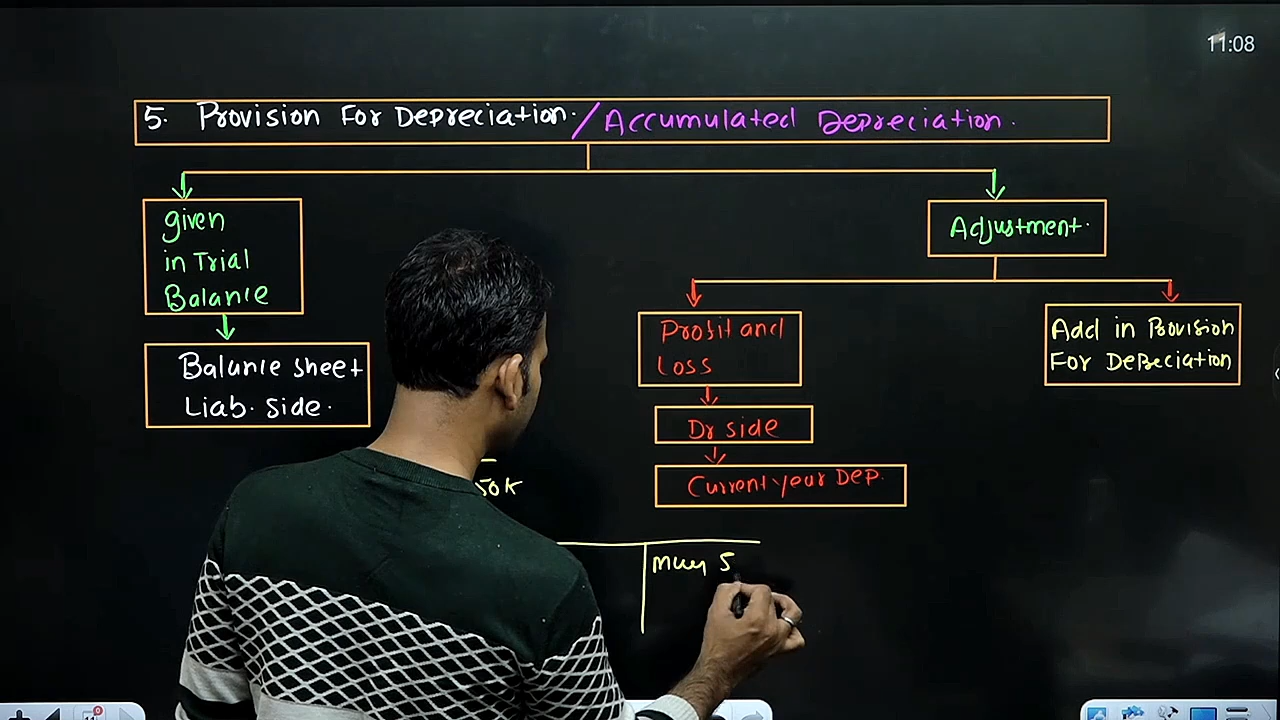 11:08
5. Provision For Depreciation. / Accumulated Depreciation.
given
in Trial
Balance
Balance sheet
Liab. side.
Adjustment.
Profit and
Loss
Dr side
Current year Dep.
Add in Provision
For Depreciation
50K
5